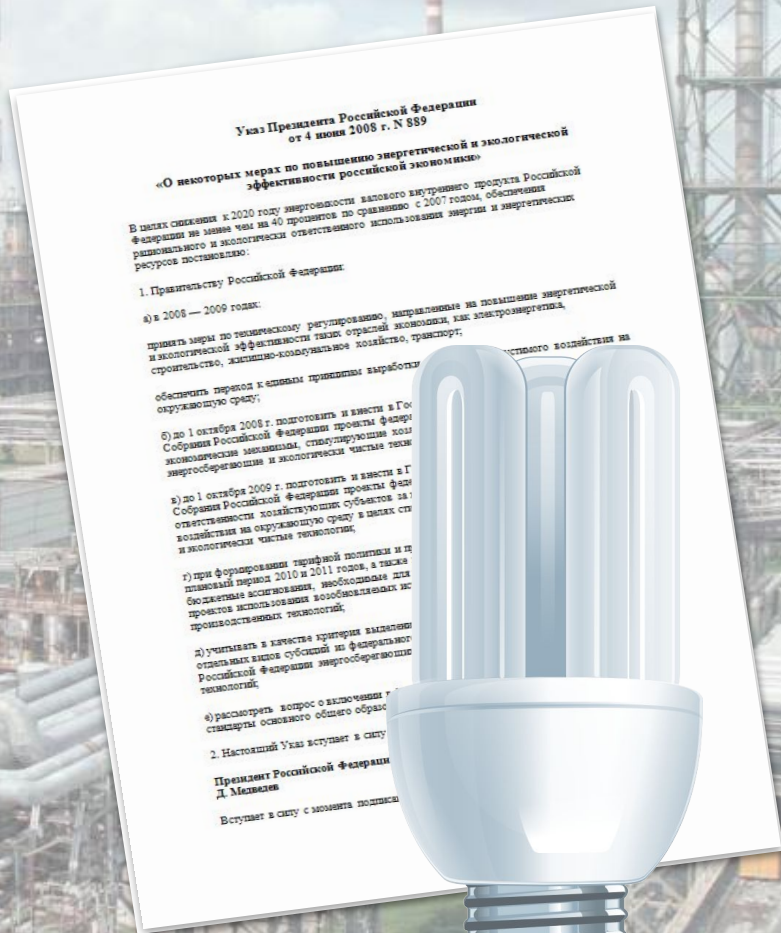 Указ Президента Российской Федерации
от 4 июня 2008 г. N 889
«О некоторых мерах по повышению энергетической и экологической
эффективности российской экономики»
В целях снижения к 2020 году энергоемкости валового внутреннего продукта Российской
Федерации не менее чем на 40 процентов по сравнению с 2007 годом, обеспечения
рационального и экологически ответственного использования энергии и энергетических
ресурсов постановляю:
1. Правительству Российской Федерации:
а) в 2008 — 2009 годах:
принять меры по техническому регулированию, направленные на повышение энергетической
и экологической эффективности таких отраслей экономики, как электроэнергетика,
строительство, жилищно-коммунальное хозяйство, транспорт;
обеспечить переход к единым принципам выработки устимого воздействия на
окружающую среду;
б) до 1 октября 2008 г. подготовить и внести в Гос
Собрания Российской Федерации проекты федера
экономические механизмы, стимулирующие хозя
энергосберегающие и экологически чистые техн
в) до 1 октября 2009 г. подготовить и внести в Г
Собрания Российской Федерации проекты феде
ответственности хозяйствующих субъектов за
воздействия на окружающую среду в целях сти
и экологически чистые технологии;
г) при формировании тарифной политики и п
плановый период 2010 и 2011 годов, а также
бюджетные ассигнования, необходимые для
проектов использования возобновляемых ис
производственных технологий;
д) учитывать в качестве критерия выделени
отдельных видов субсидий из федерального
Российской Федерации энергосберегающи
технологий;
е) рассмотреть вопрос о включении в
стандарты основного общего образо
2. Настоящий Указ вступает в силу
Президент Российской Федераци
Д. Медведев
Вступает в силу с момента подписа